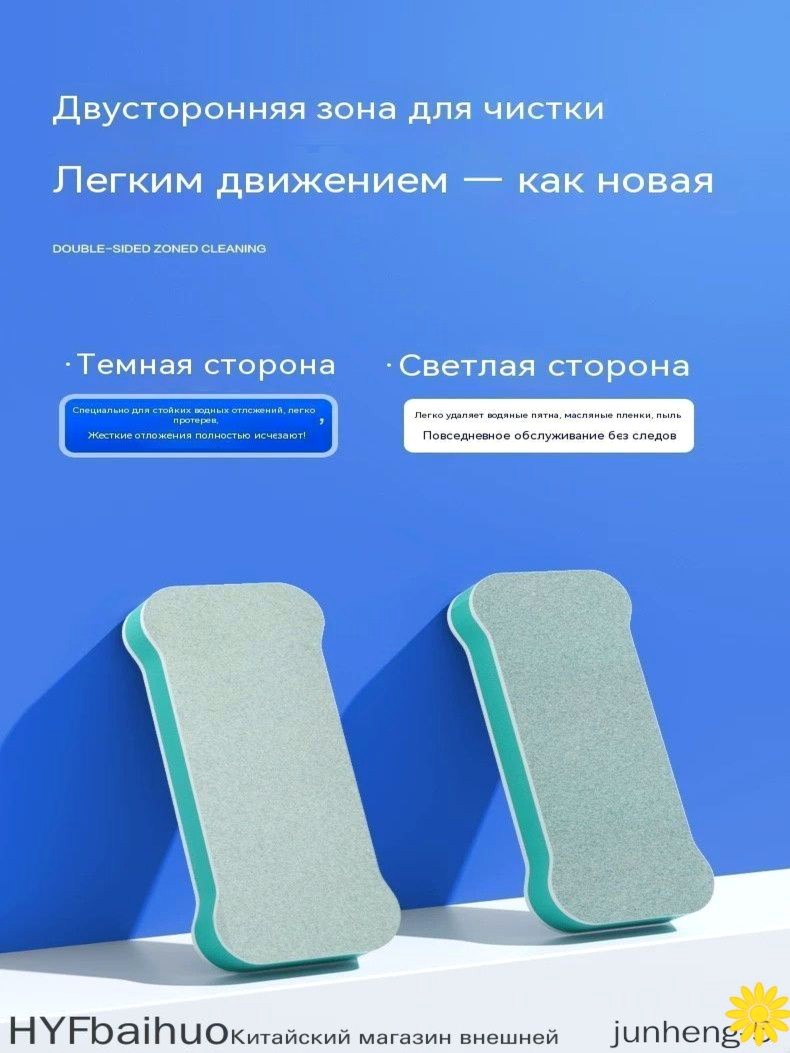 Двусторонняя зона для чистки
Легким движением — как новая
DOUBLE-SIDED ZONED CLEANING
·Темная сторона
Специально для стойких водных отлсжений, легко
протерев,
,
Жесткие отложения полностью исчезают!
·Светлая сторона
Легко удаляет водяные пятна, масляные пленки, пыль
Повседневное обслуживание без следов
HYFbaihuoКитайский магазин внешней
junheng-5